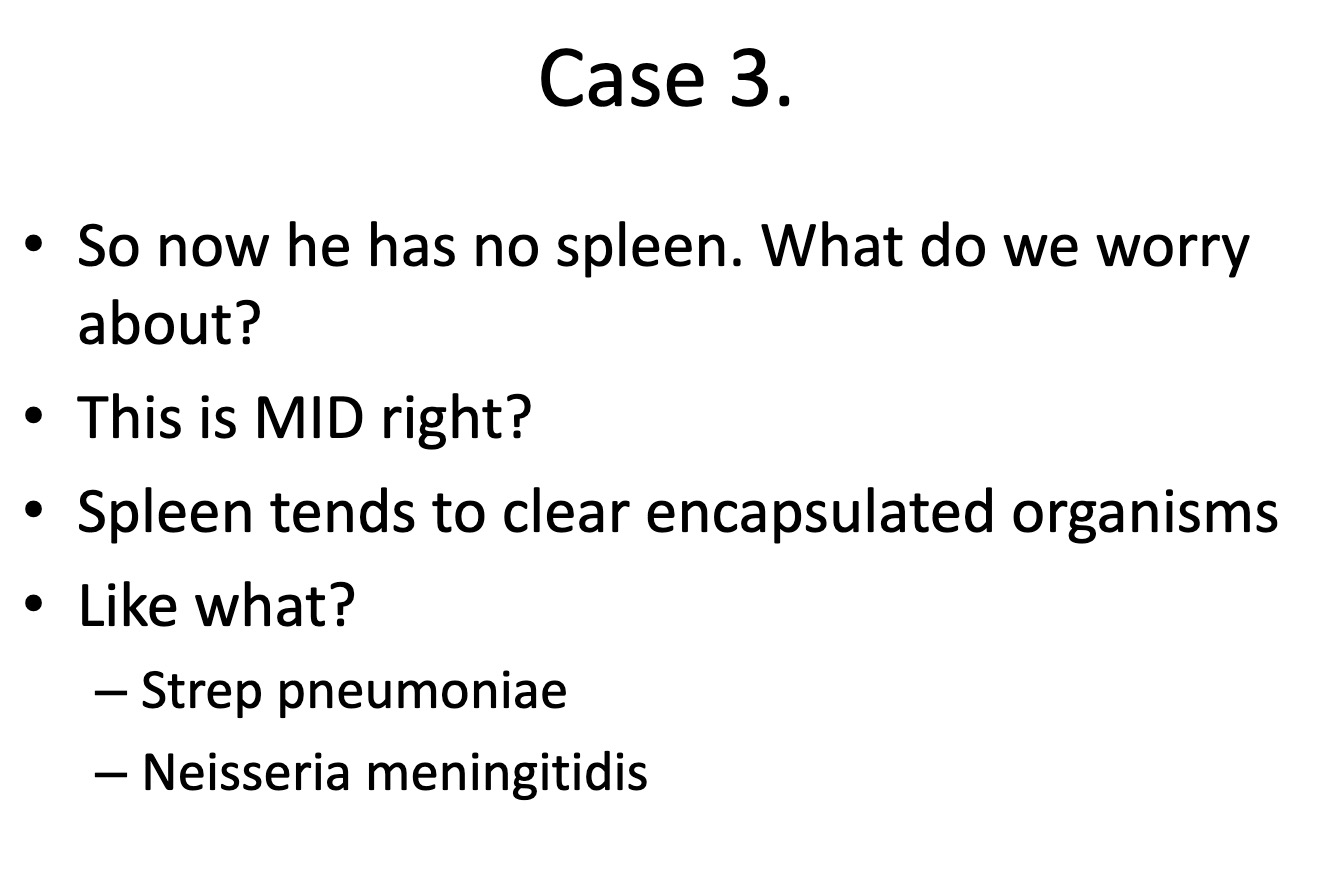 Case 3.
• So now he has no spleen. What do we worry
about?
• This is MID right?
• Spleen tends to clear encapsulated organisms
• Like what?
– Strep pneumoniae
– Neisseria meningitidis